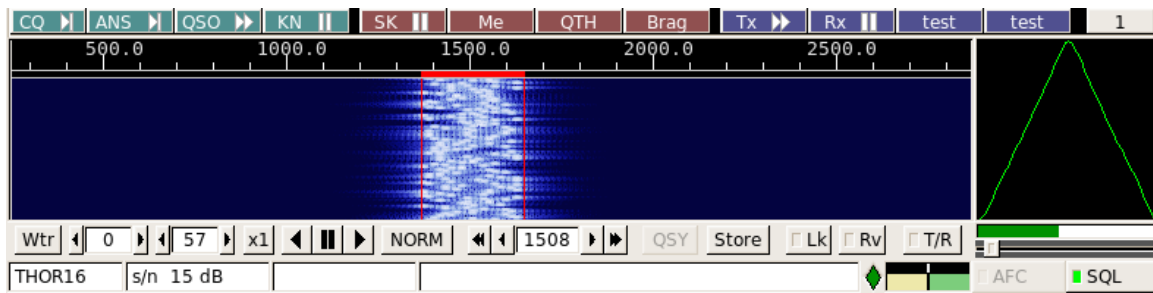 CQ ANS QSO KN SK Me QTH Brag Tx Rx test test 1
500.0 1000.0 1500.0 2000.0 2500.0
Wtr 0 57 x1 NORM 1508 QSY Store Lk Rv T/R
THOR16 s/n 15 dB AFC SQL